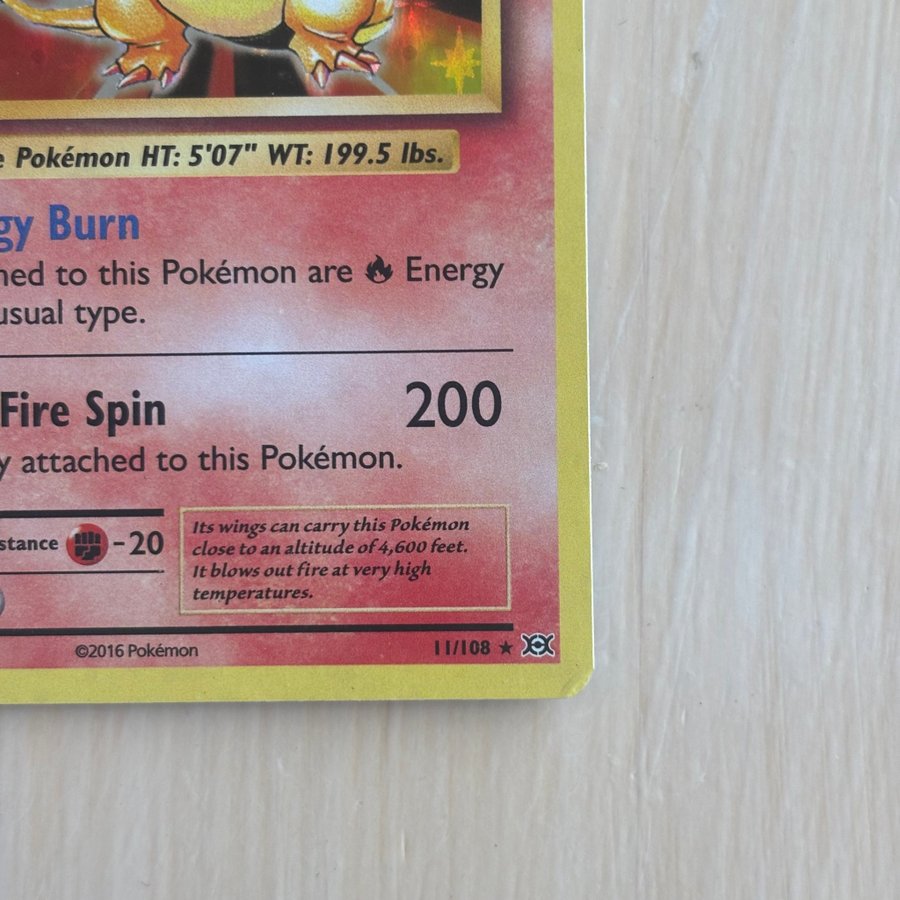 e Pokémon HT: 5'07" WT: 199.5 lbs.
gy Burn
ned to this Pokémon are Energy
usual type.
Fire Spin 200
y attached to this Pokémon.
stance -20
Its wings can carry this Pokémon
close to an altitude of 4,600 feet.
It blows out fire at very high
temperatures.
©2016 Pokémon 11/108 ★